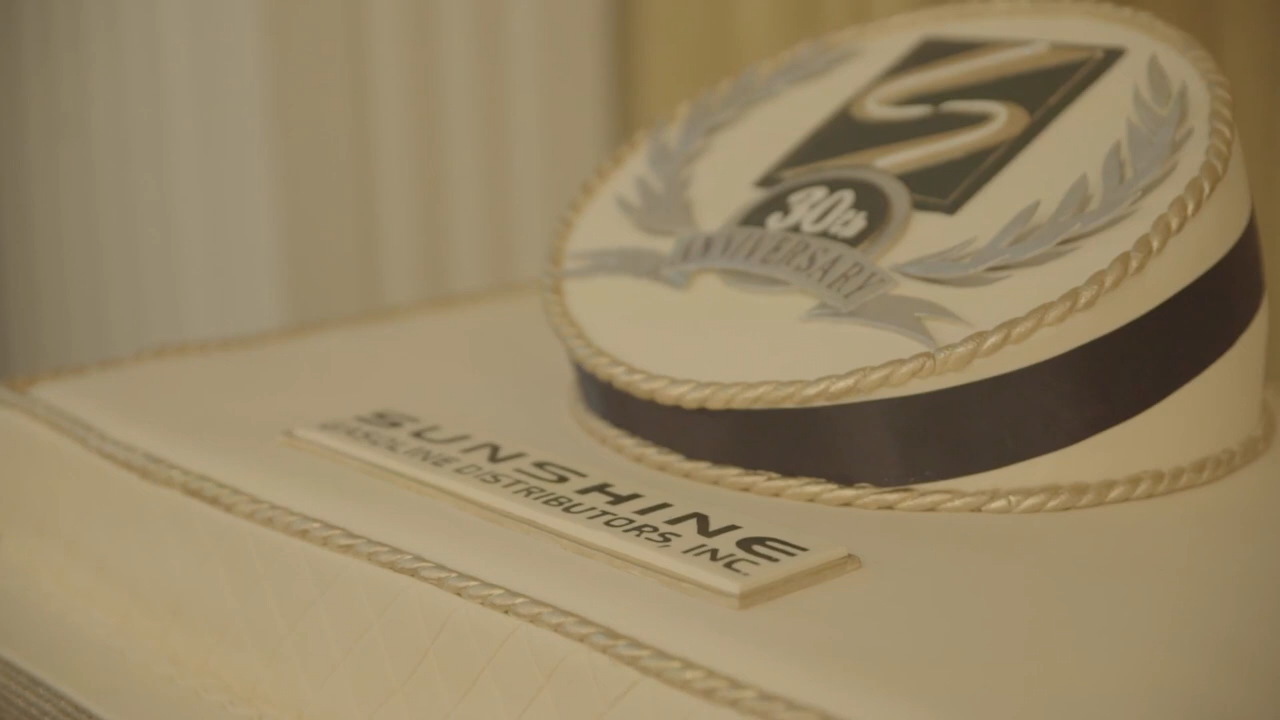 S
30th
ANNIVERSARY
SUNSHINE
GASOLINE DISTRIBUTORS, INC.